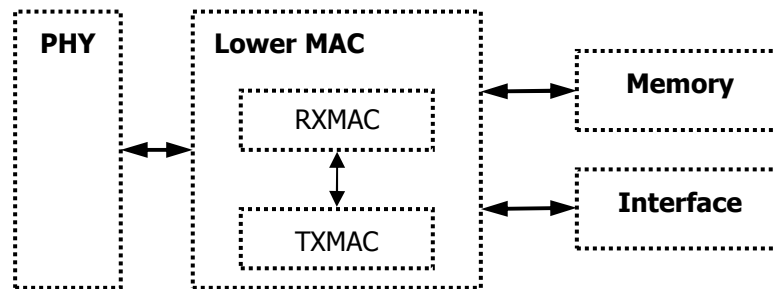 PHY
Lower MAC
RXMAC
TXMAC
Memory
Interface